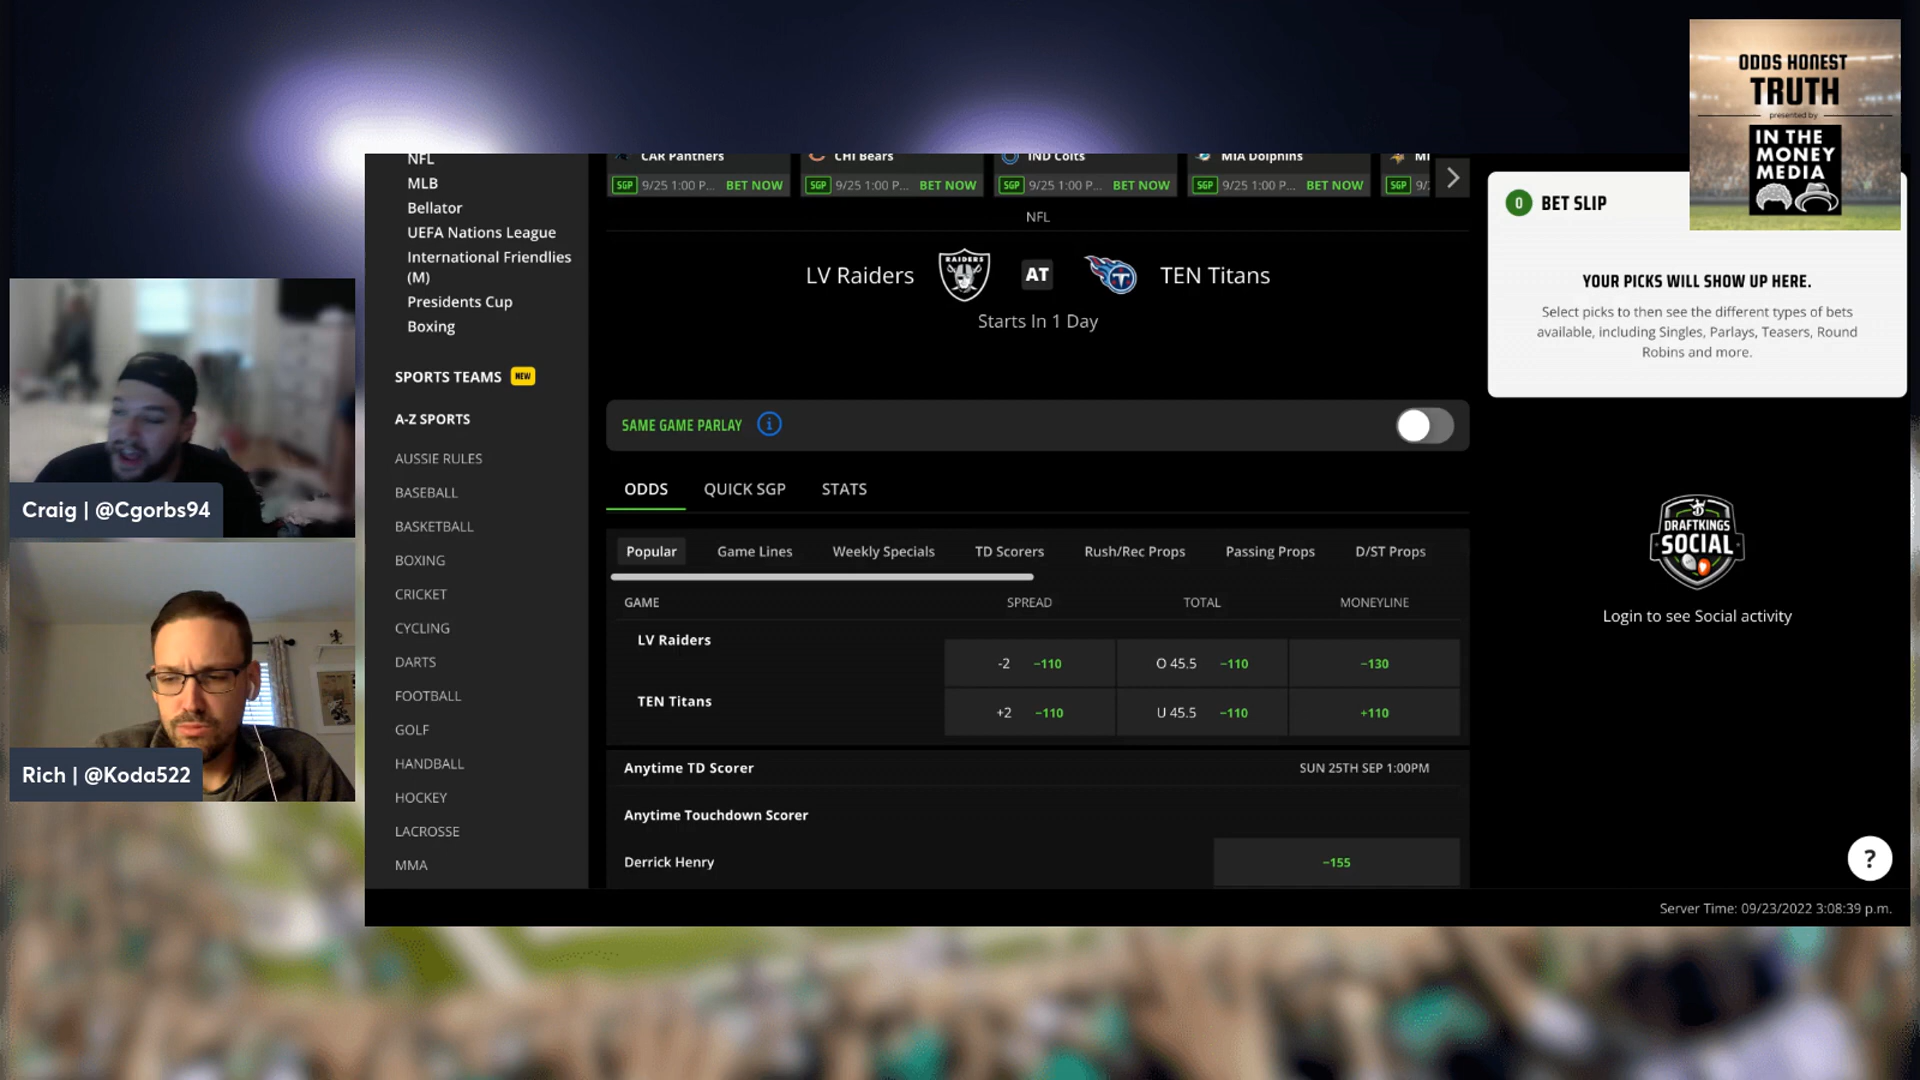 ODDS HONEST
TRUTH
presented by
IN THE
MONEY
MEDIA
NFL
MLB
Bellator
UEFA Nations League
International Friendlies
(M)
Presidents Cup
Boxing
SPORTS TEAMS NEW
A-Z SPORTS
AUSSIE RULES
BASEBALL
BASKETBALL
BOXING
CRICKET
CYCLING
DARTS
FOOTBALL
GOLF
HANDBALL
HOCKEY
LACROSSE
MMA
CAR Panthers
SGP 9/25 1:00 P... BET NOW
CHI Bears
SGP 9/25 1:00 P... BET NOW
IND Colts
SGP 9/25 1:00 P... BET NOW
MIA Dolphins
SGP 9/25 1:00 P... BET NOW
MI
SGP 9/
NFL
LV Raiders RAIDERS AT T TEN Titans
Starts In 1 Day
SAME GAME PARLAY i
ODDS QUICK SGP STATS
Popular Game Lines Weekly Specials TD Scorers Rush/Rec Props Passing Props D/ST Props
GAME SPREAD TOTAL MONEYLINE
LV Raiders
-2 −110 O 45.5 −110 −130
TEN Titans
+2 −110 U 45.5 −110 +110
Anytime TD Scorer SUN 25TH SEP 1:00PM
Anytime Touchdown Scorer
Derrick Henry −155
0 BET SLIP
YOUR PICKS WILL SHOW UP HERE.
Select picks to then see the different types of bets
available, including Singles, Parlays, Teasers, Round
Robins and more.
DRAFTKINGS
SOCIAL
Login to see Social activity
?
Server Time: 09/23/2022 3:08:39 p.m.
Craig | @Cgorbs94
Rich | @Koda522